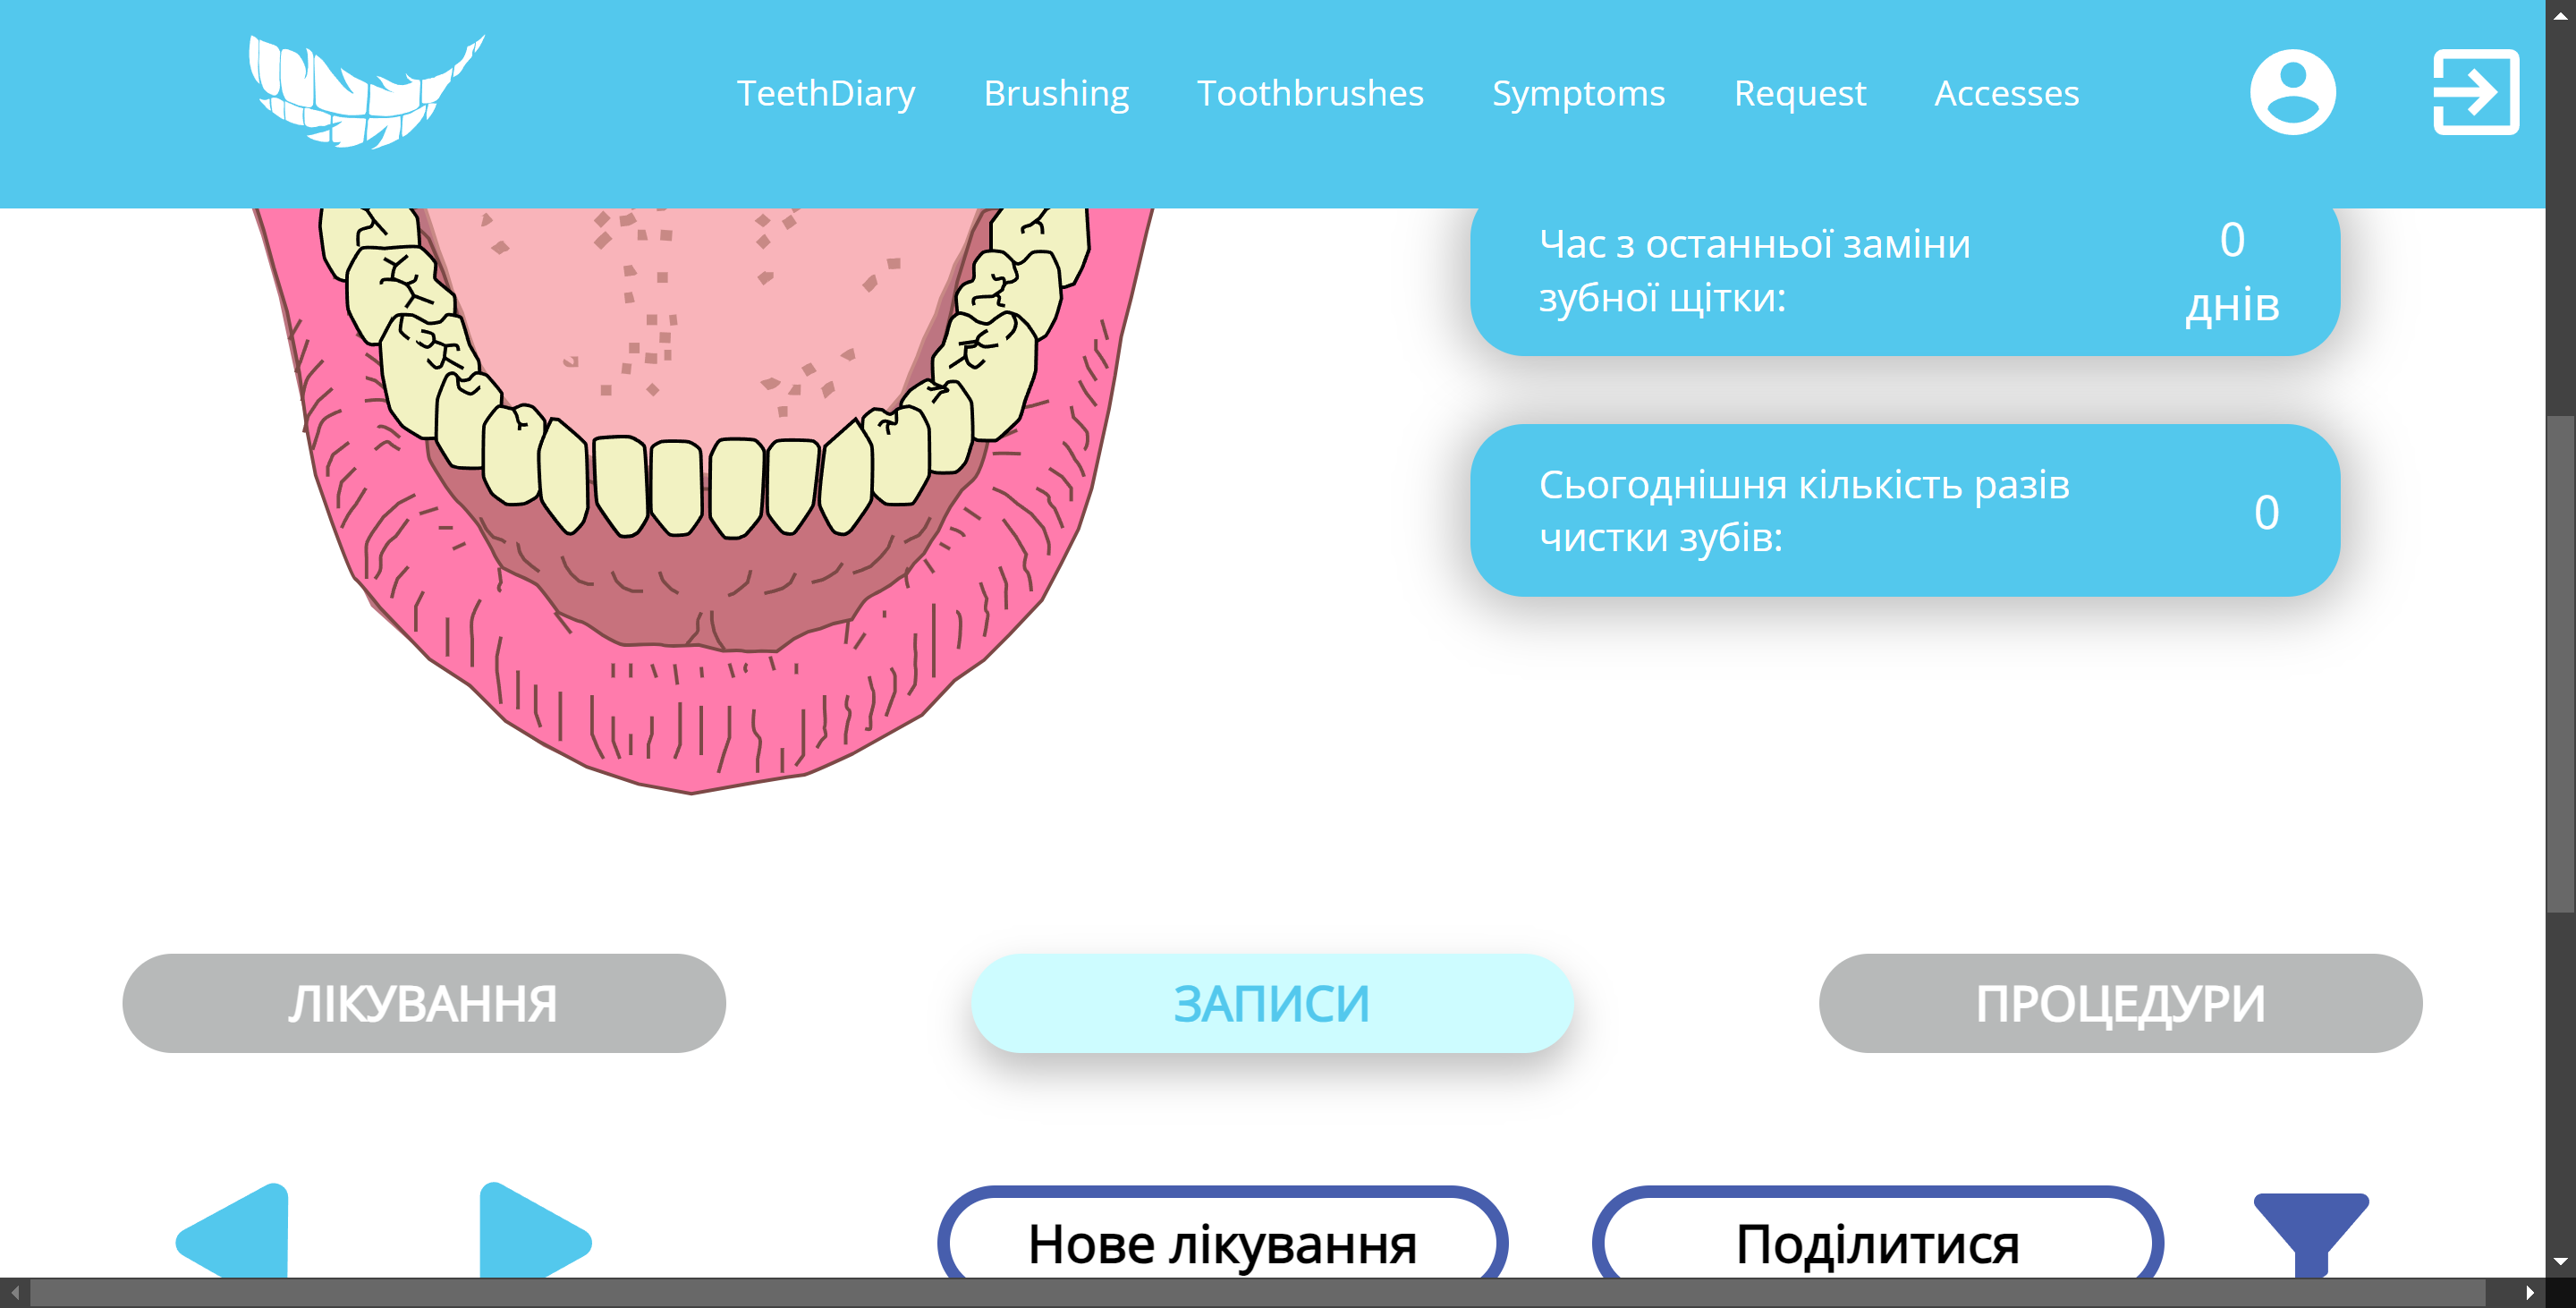 TeethDiary Brushing Toothbrushes Symptoms Request Accesses
Час з останньої заміни
зубної щітки:
0
днів
Сьогоднішня кількість разів
чистки зубів:
0
ЛІКУВАННЯ
ЗАПИСИ
ПРОЦЕДУРИ
Нове лікування
Поділитися